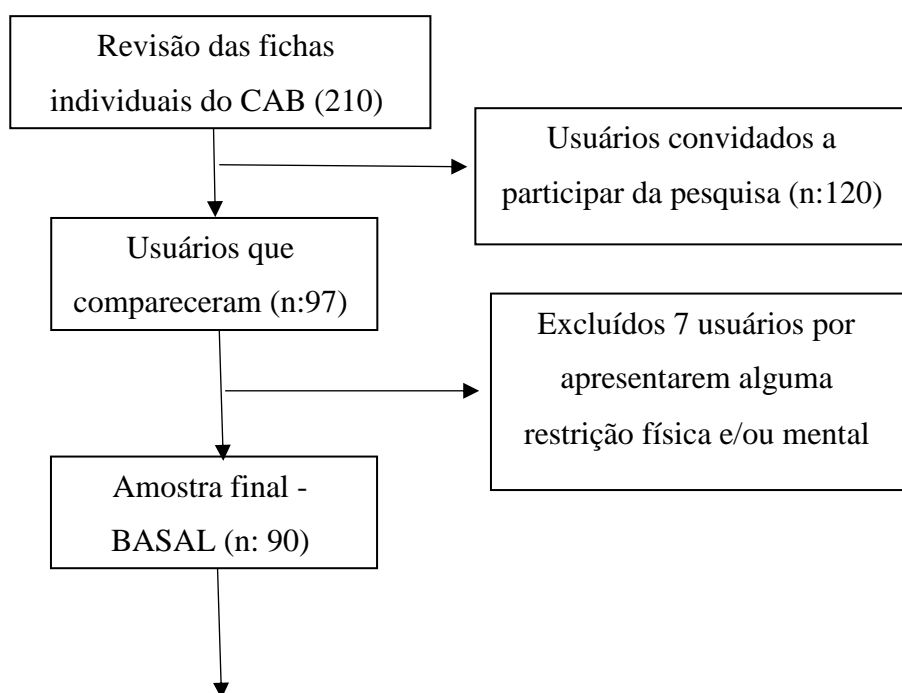 Revisão das fichas
individuais do CAB (210)
Usuários convidados a
participar da pesquisa (n:120)
Usuários que
compareceram (n:97)
Excluídos 7 usuários por
apresentarem alguma
restrição física e/ou mental
Amostra final -
BASAL (n: 90)